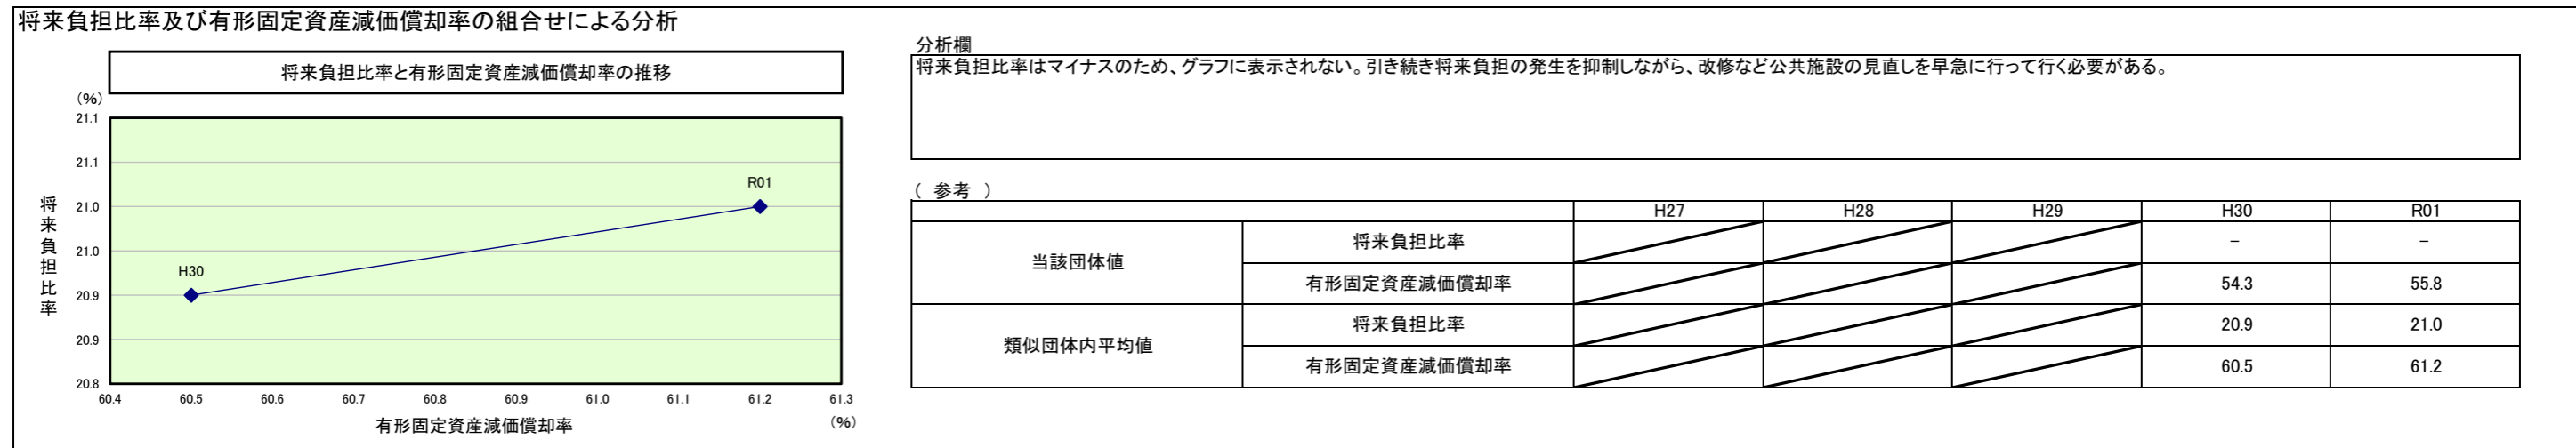 将来負担比率及び有形固定資産減価償却率の組合せによる分析
将来負担比率と有形固定資産減価償却率の推移
(%)
21.1
21.1
21.0
21.0
20.9
20.9
20.8
将来負担比率
H30
R01
60.4 60.5 60.6 60.7 60.8 60.9 61.0 61.1 61.2 61.3
有形固定資産減価償却率
(%)
分析欄
将来負担比率はマイナスのため、グラフに表示されない。引き続き将来負担の発生を抑制しながら、改修など公共施設の見直しを早急に行って行く必要がある。
( 参考 )
H27 H28 H29 H30 R01
当該団体値
将来負担比率 － －
有形固定資産減価償却率 54.3 55.8
類似団体内平均値
将来負担比率 20.9 21.0
有形固定資産減価償却率 60.5 61.2